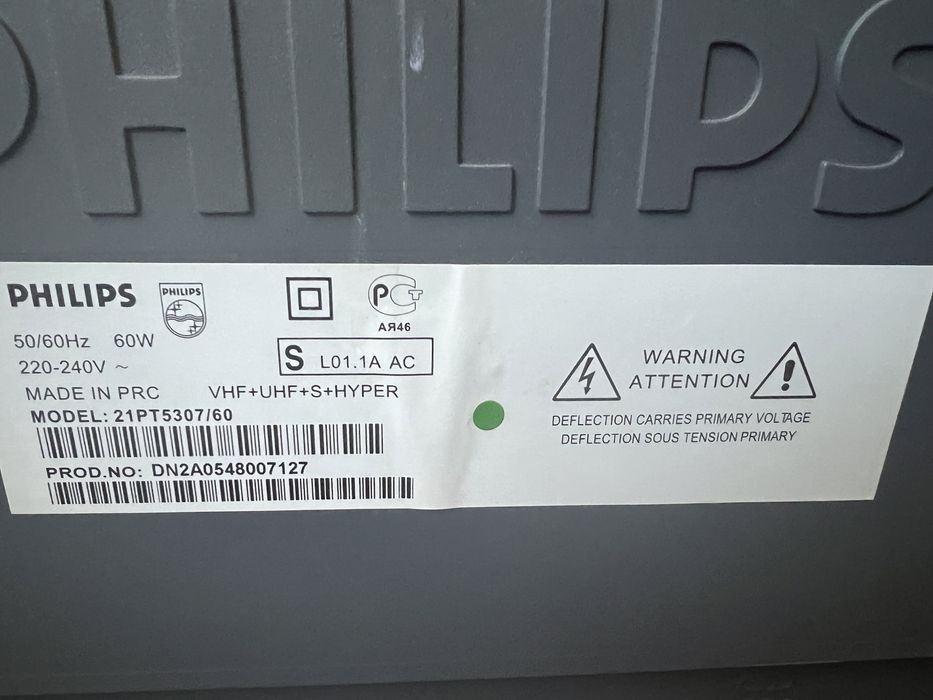 PHILIPS
PHILIPS
PHILIPS
50/60Hz 60W
220-240V ~
MADE IN PRC
VHF+UHF+S+HYPER
MODEL: 21PT5307/60
PROD.NO: DN2A0548007127
РСТ
АЯ46
S L01.1A AC
WARNING
ATTENTION
DEFLECTION CARRIES PRIMARY VOLTAGE
DEFLECTION SOUS TENSION PRIMARY